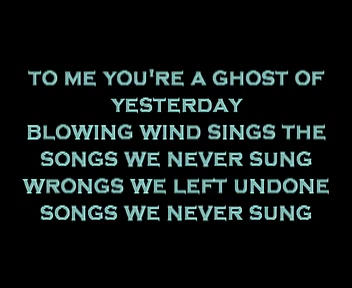 TO ME YOU'RE A GHOST OF
YESTERDAY
BLOWING WIND SINGS THE
SONGS WE NEVER SUNG
WRONGS WE LEFT UNDONE
SONGS WE NEVER SUNG